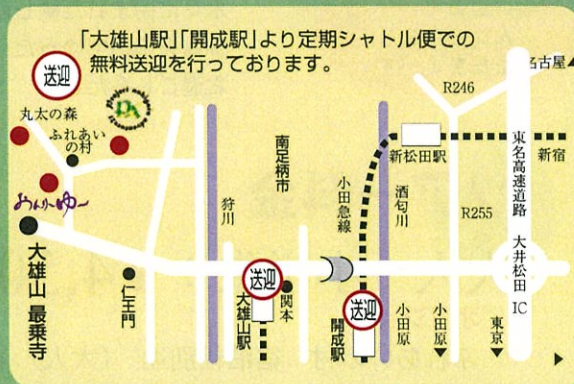 「大雄山駅」「開成駅」より定期シャトル便での
無料送迎を行っております。
送迎
丸太の森
ふれあい
の村
おんりーゆー
大雄山 最乗寺
仁王門
狩川
南足柄市
送迎
大雄山駅
関本
小田急線
送迎
開成駅
酒匂川
小田原
新松田駅
R246
R255
小田原▼
名古屋▲
新宿
東名高速道路
大井松田 IC
東京▼